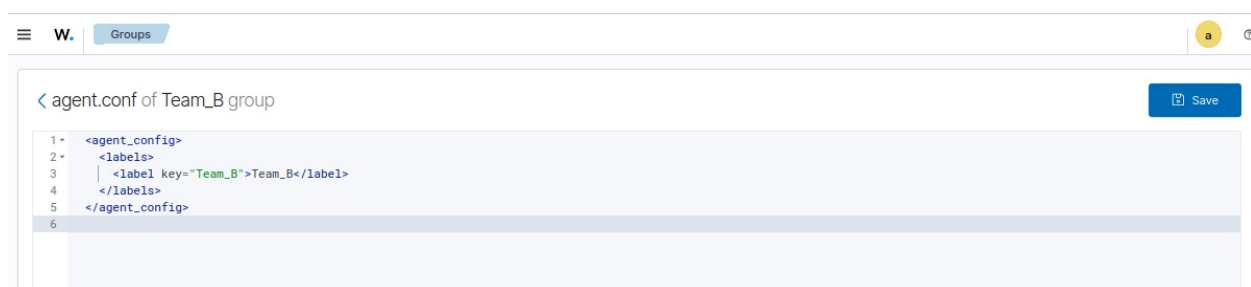 W. Groups a
agent.conf of Team_B group
Save
1 <agent_config>
2 <labels>
3 <label key="Team_B">Team_B</label>
4 </labels>
5 </agent_config>
6